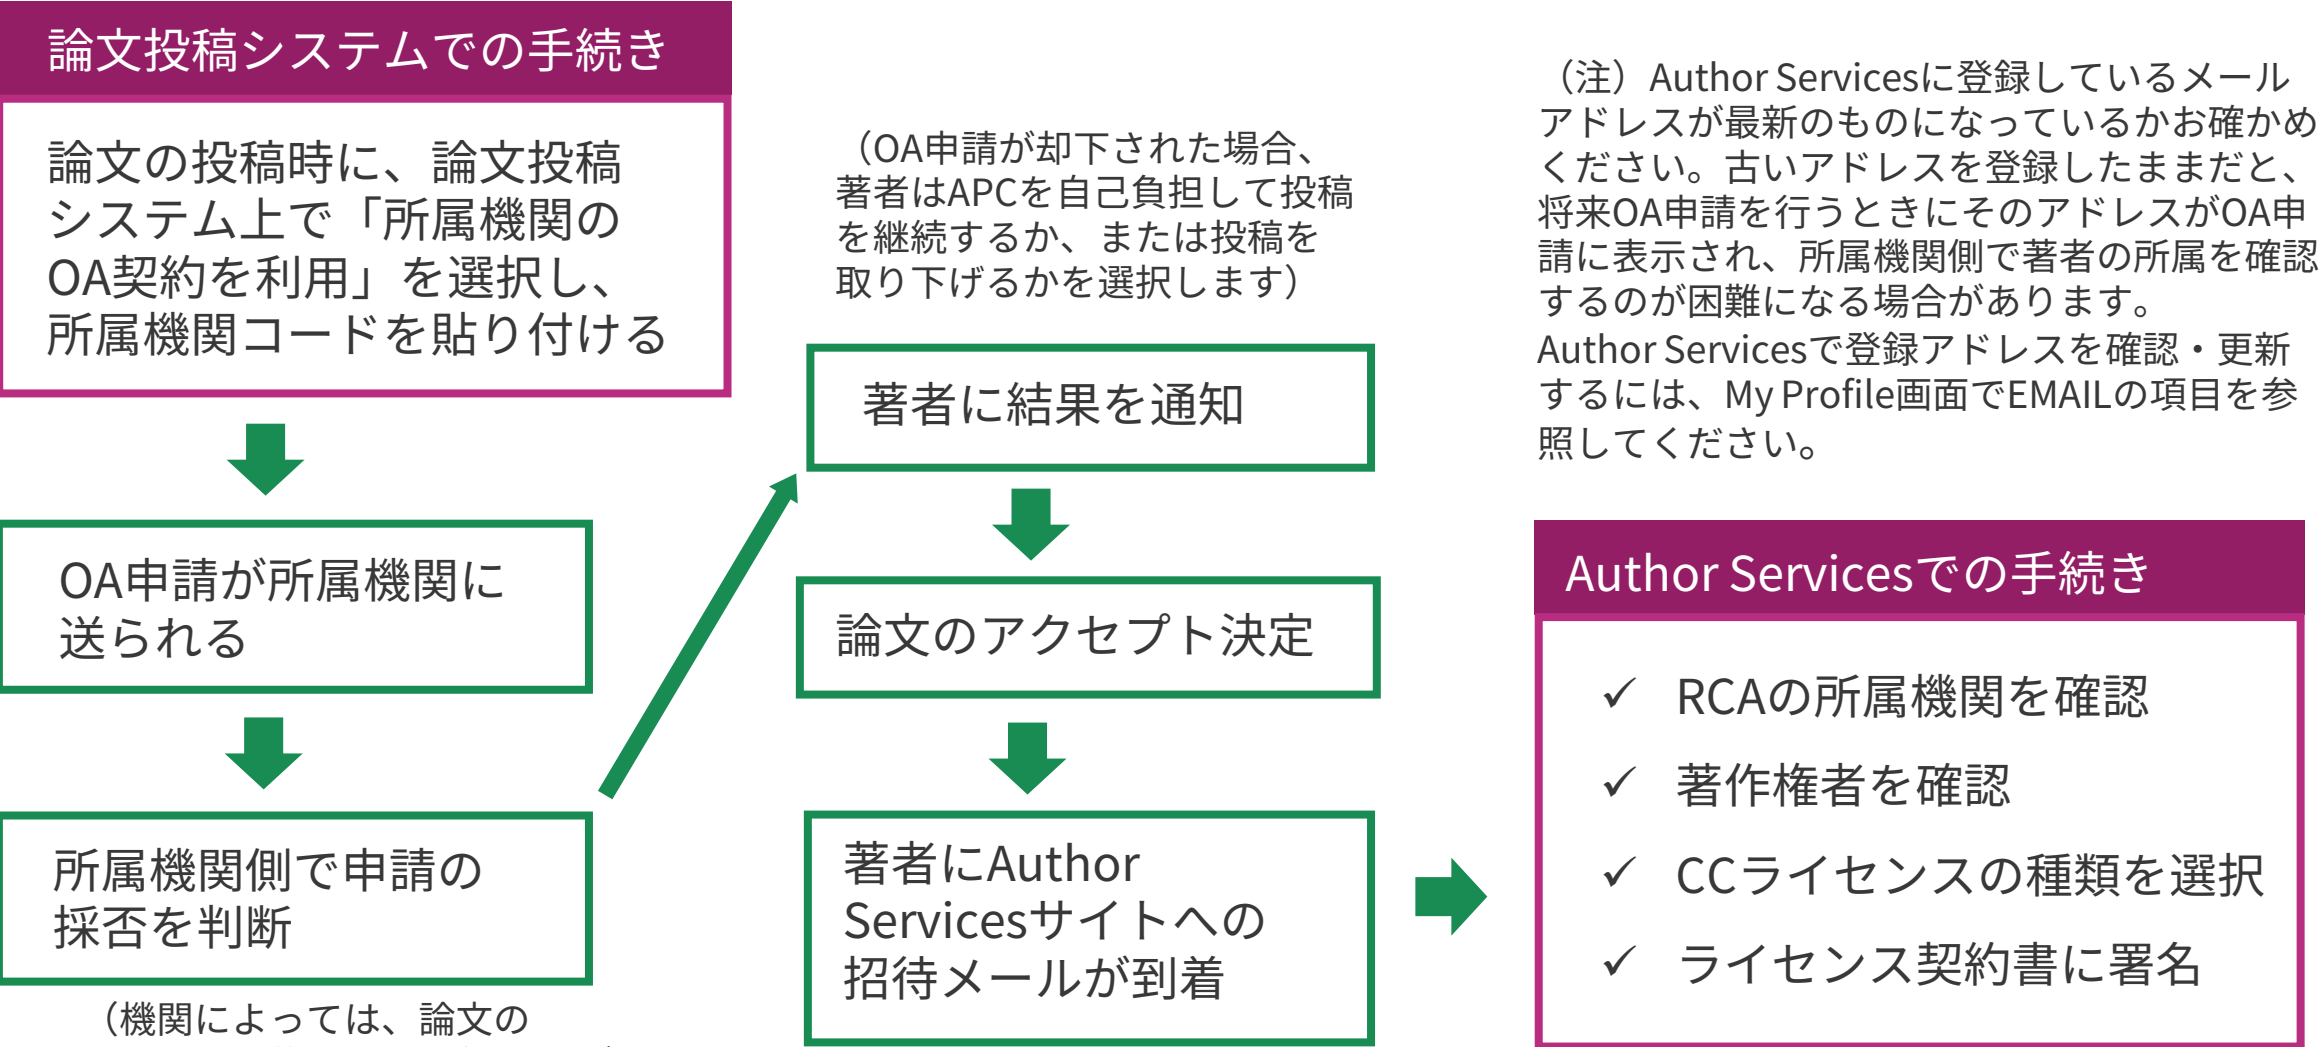 論文投稿システムでの手続き
論文の投稿時に、論文投稿
システム上で「所属機関の
OA契約を利用」を選択し、
所属機関コードを貼り付ける
OA申請が所属機関に
送られる
所属機関側で申請の
採否を判断
（機関によっては、論文の
（OA申請が却下された場合、
著者はAPCを自己負担して投稿
を継続するか、または投稿を
取り下げるかを選択します）
著者に結果を通知
論文のアクセプト決定
著者にAuthor
Servicesサイトへの
招待メールが到着
（注）Author Servicesに登録しているメール
アドレスが最新のものになっているかお確かめ
ください。古いアドレスを登録したままだと、
将来OA申請を行うときにそのアドレスがOA申
請に表示され、所属機関側で著者の所属を確認
するのが困難になる場合があります。
Author Servicesで登録アドレスを確認・更新
するには、My Profile画面でEMAILの項目を参
照してください。
Author Servicesでの手続き
✓ RCAの所属機関を確認
✓ 著作権者を確認
✓ CCライセンスの種類を選択
✓ ライセンス契約書に署名